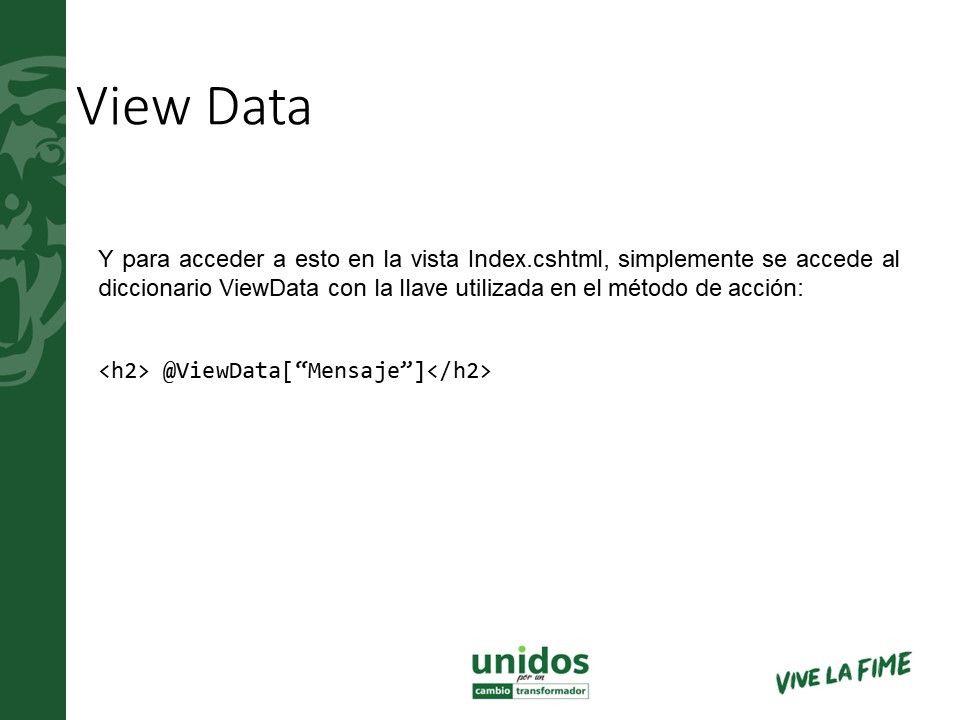 View Data
Y para acceder a esto en la vista Index.cshtml, simplemente se accede al
diccionario ViewData con la llave utilizada en el método de acción:
<h2> @ViewData[“Mensaje”]</h2>
unidos
por un
cambio transformador
VIVE LA FIME